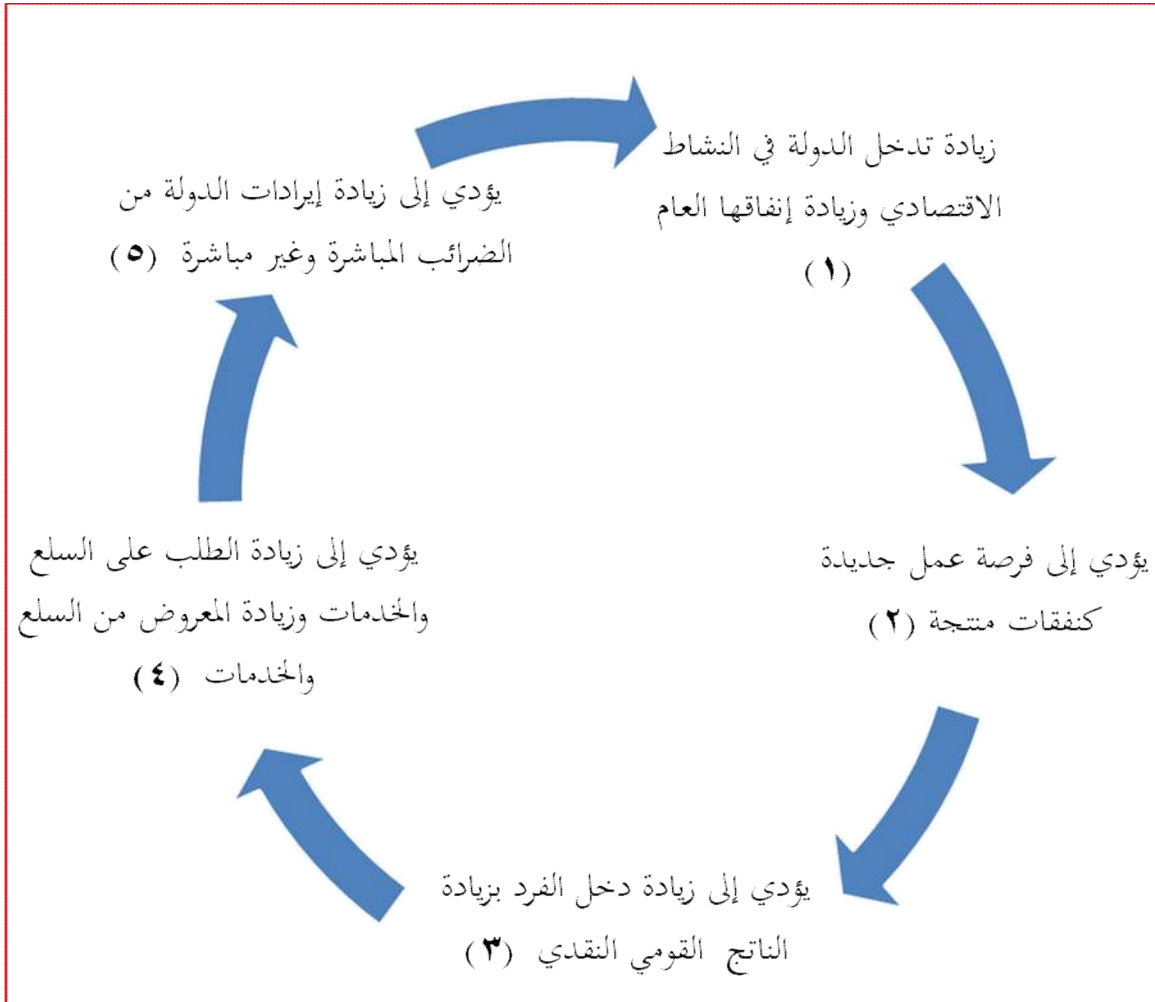 زيادة تدخل الدولة في النشاط
الاقتصادي وزيادة إنفاقها العام
(١)
يؤدي إلى فرصة عمل جديدة
كنفقات منتجة (٢)
يؤدي إلى زيادة دخل الفرد بزيادة
الناتج القومي النقدي (٣)
يؤدي إلى زيادة الطلب على السلع
والخدمات وزيادة المعروض من السلع
والخدمات (٤)
يؤدي إلى زيادة إيرادات الدولة من
الضرائب المباشرة وغير مباشرة (٥)